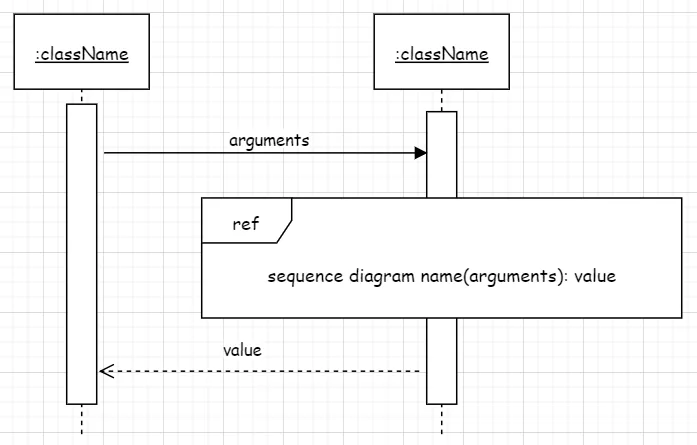 :className
:className
arguments
ref
sequence diagram name(arguments): value
value